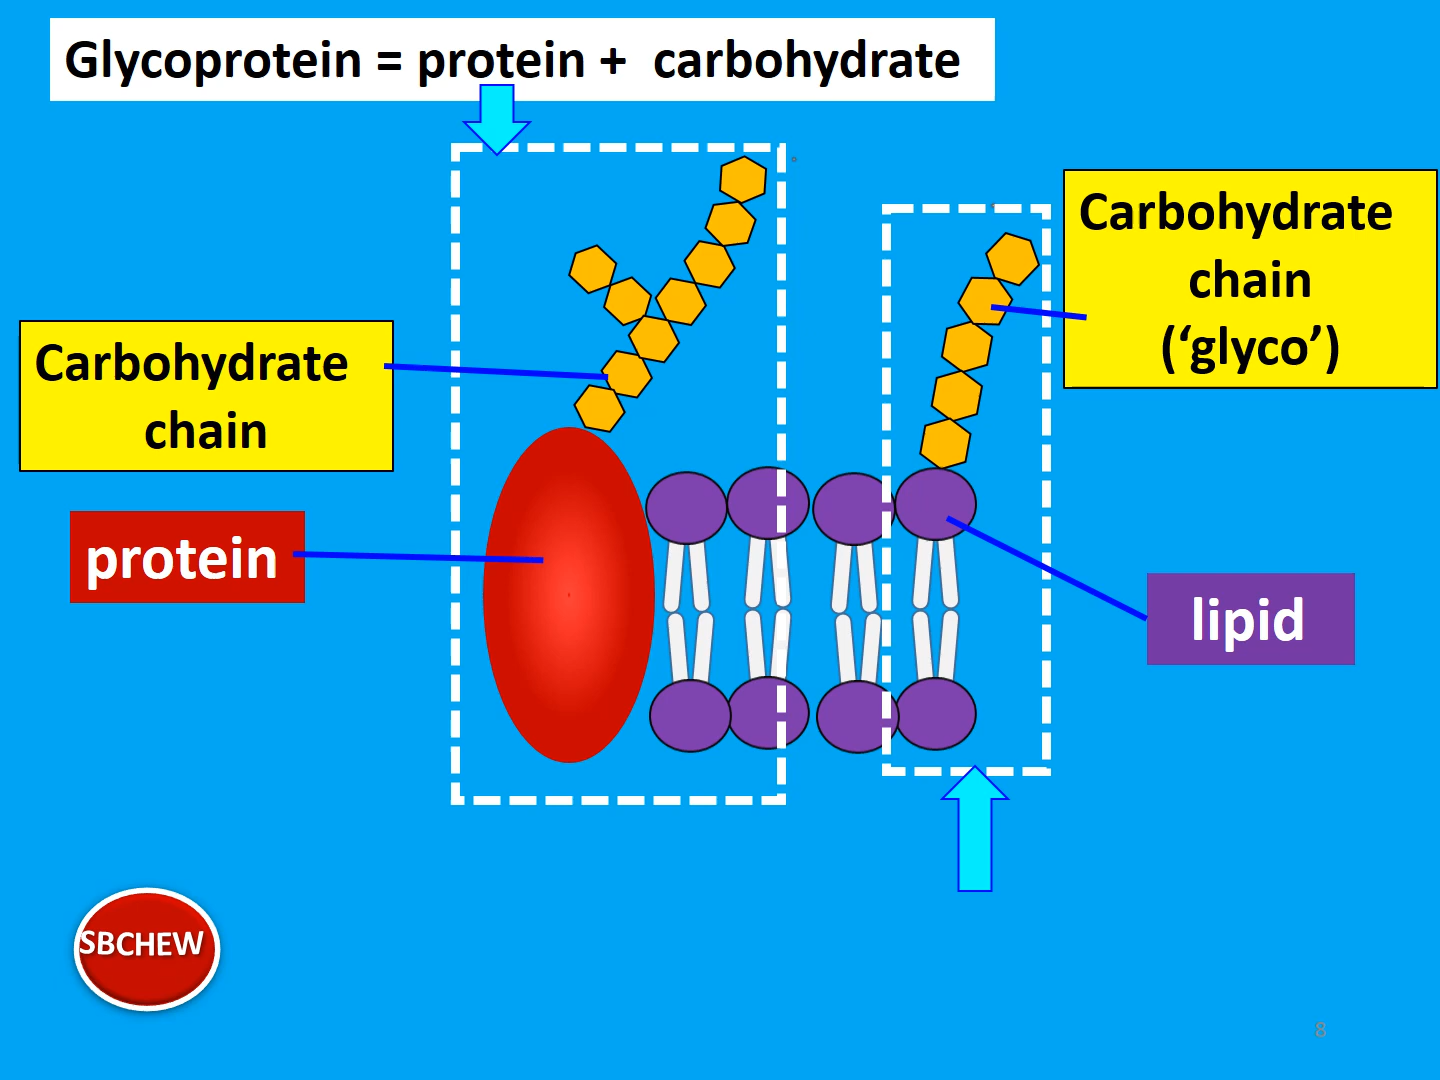 Glycoprotein = protein + carbohydrate
Carbohydrate
chain
(‘glyco’)
Carbohydrate
chain
protein
lipid
SBCHEW
8